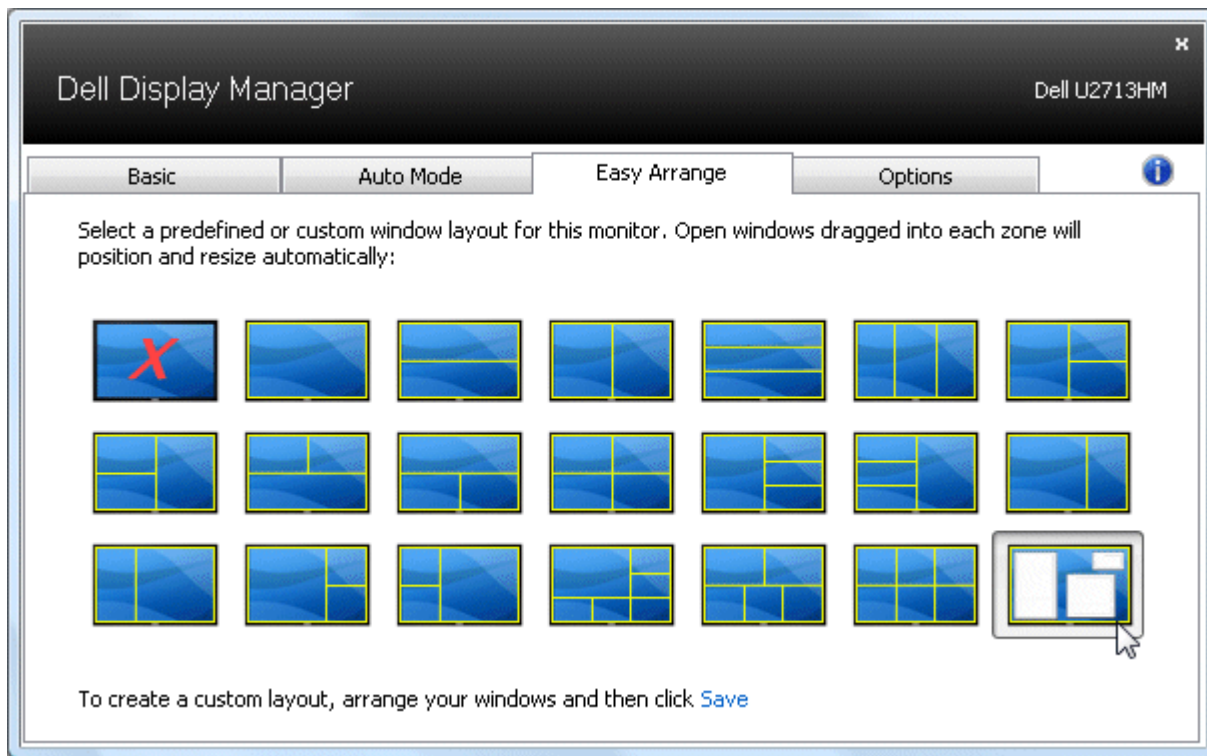 Dell Display Manager
Dell U2713HM
Basic
Auto Mode
Easy Arrange
Options
Select a predefined or custom window layout for this monitor. Open windows dragged into each zone will
position and resize automatically:
To create a custom layout, arrange your windows and then click Save